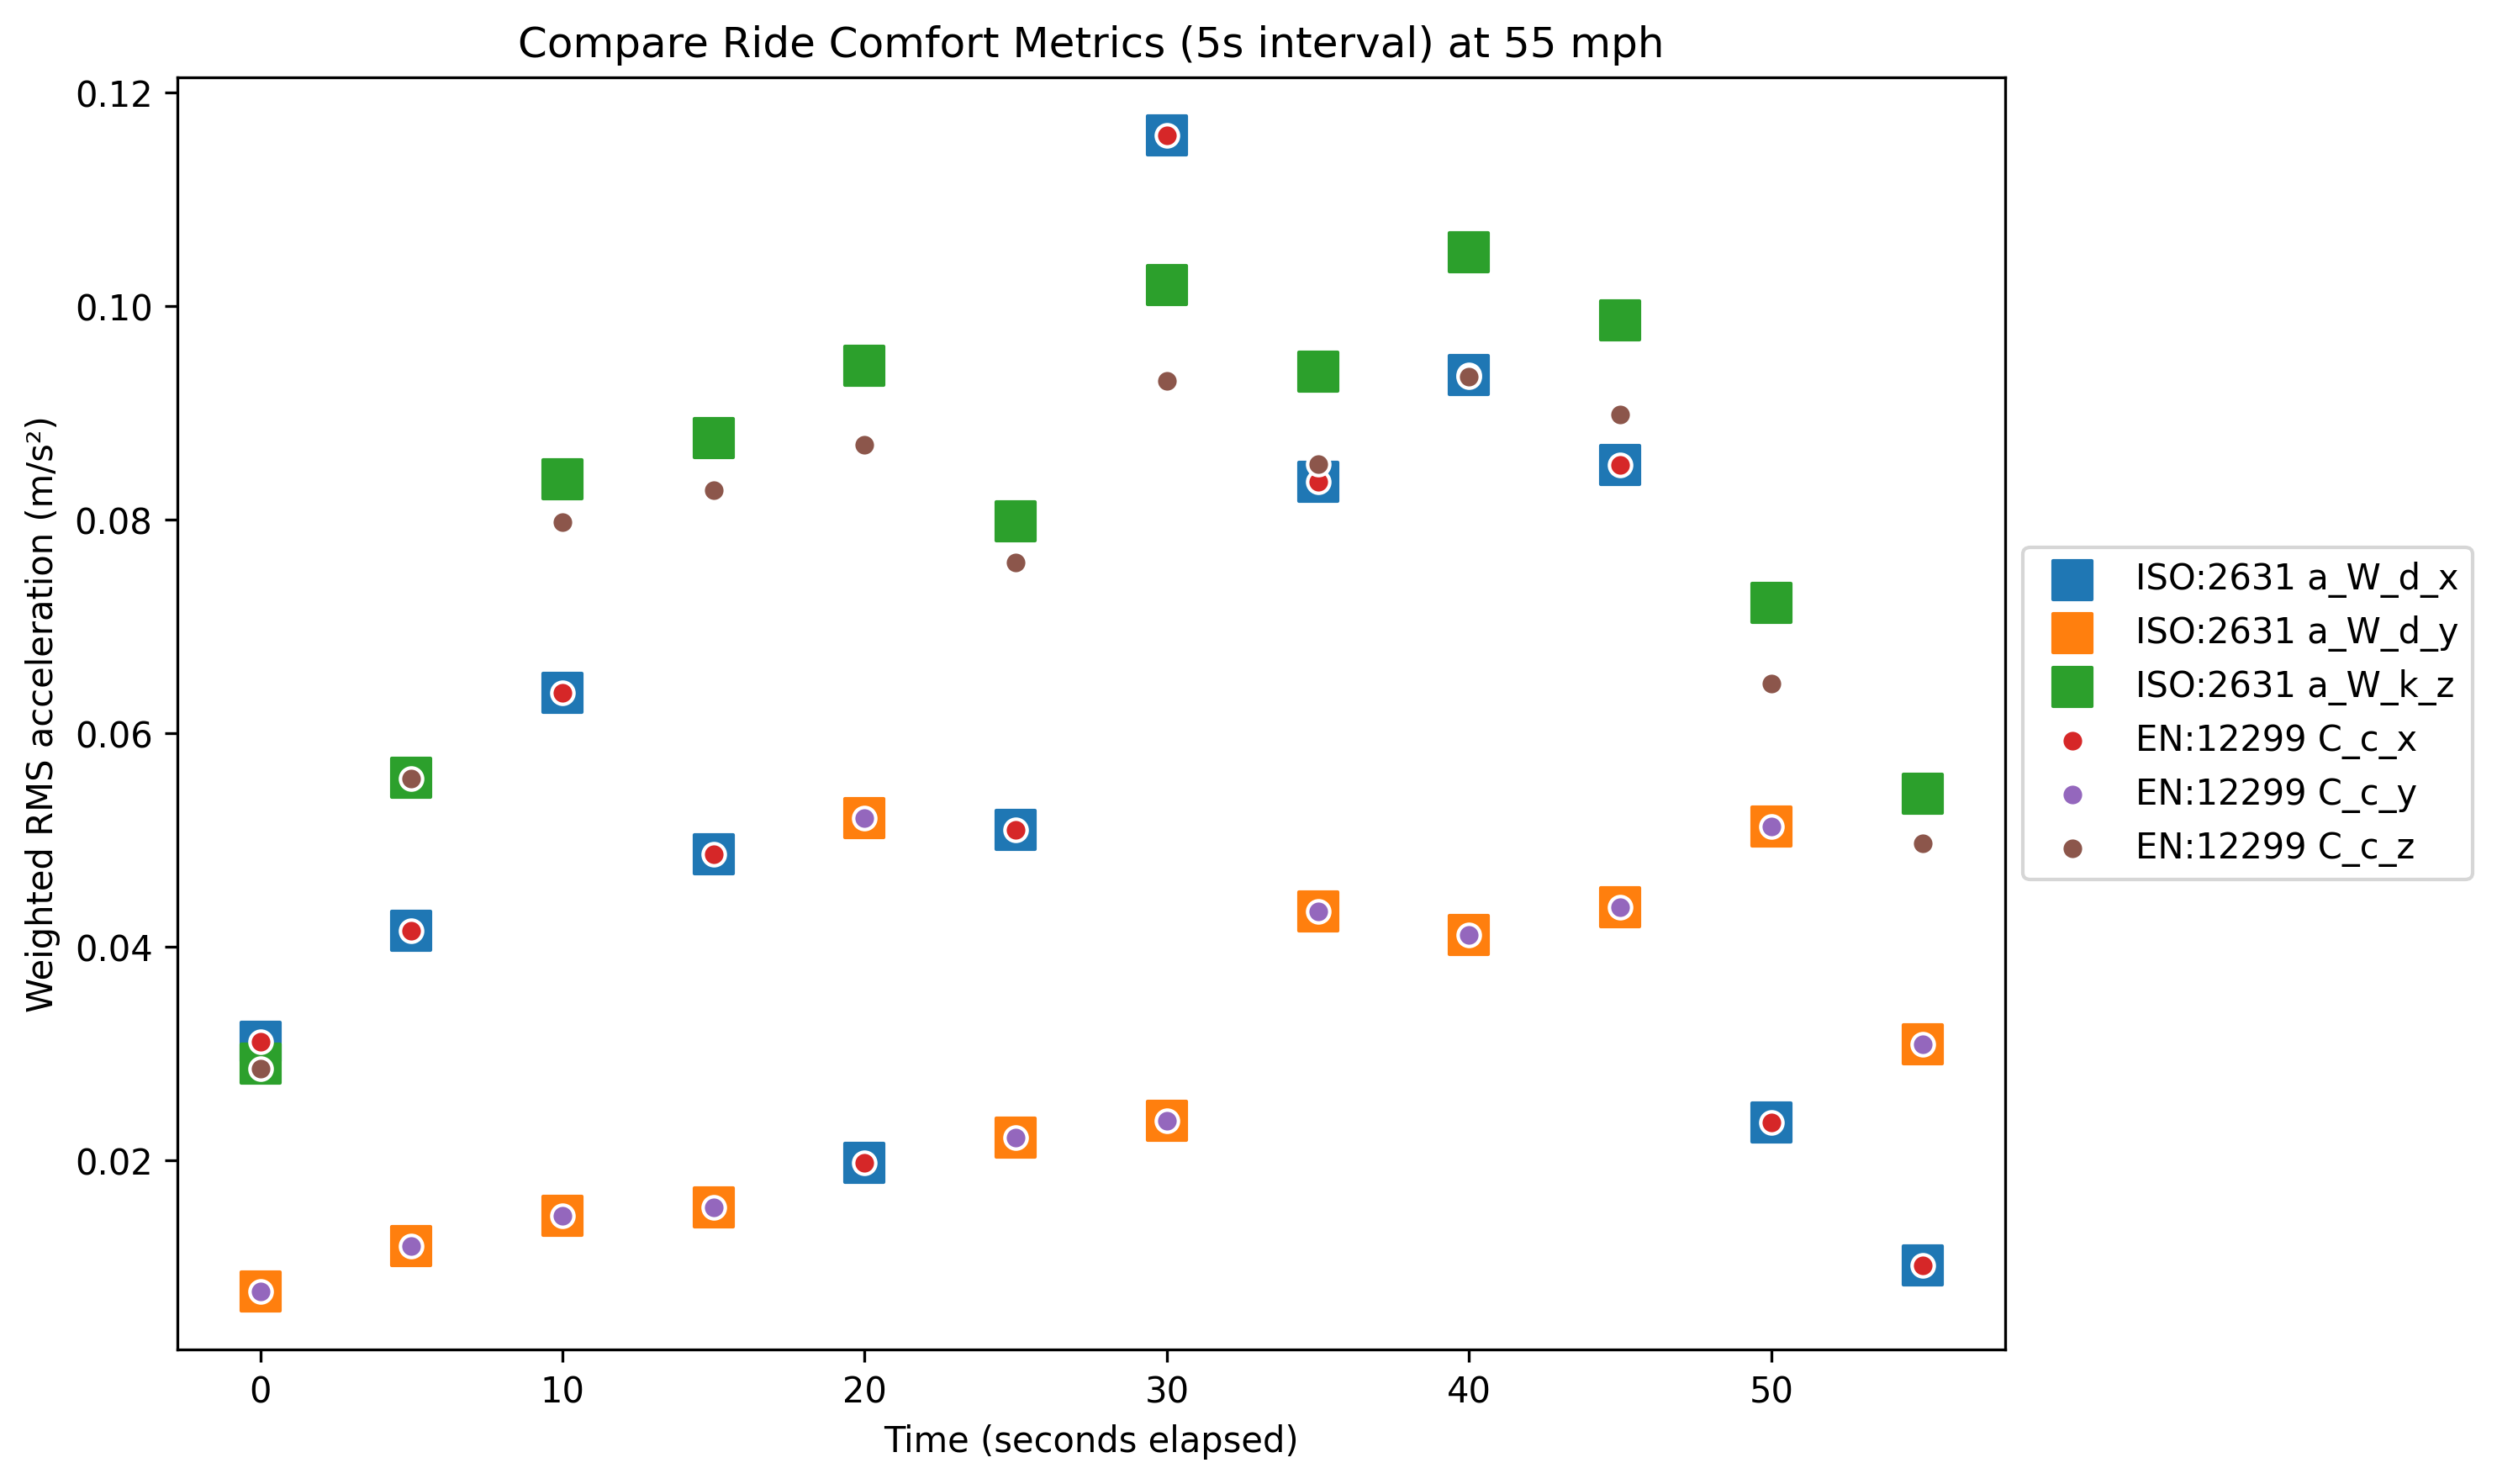 Compare Ride Comfort Metrics (5s interval) at 55 mph
Weighted RMS acceleration (m/s²)
0.12
0.10
0.08
0.06
0.04
0.02
0 10 20 30 40 50
Time (seconds elapsed)
ISO:2631 a_W_d_x
ISO:2631 a_W_d_y
ISO:2631 a_W_k_z
EN:12299 C_c_x
EN:12299 C_c_y
EN:12299 C_c_z